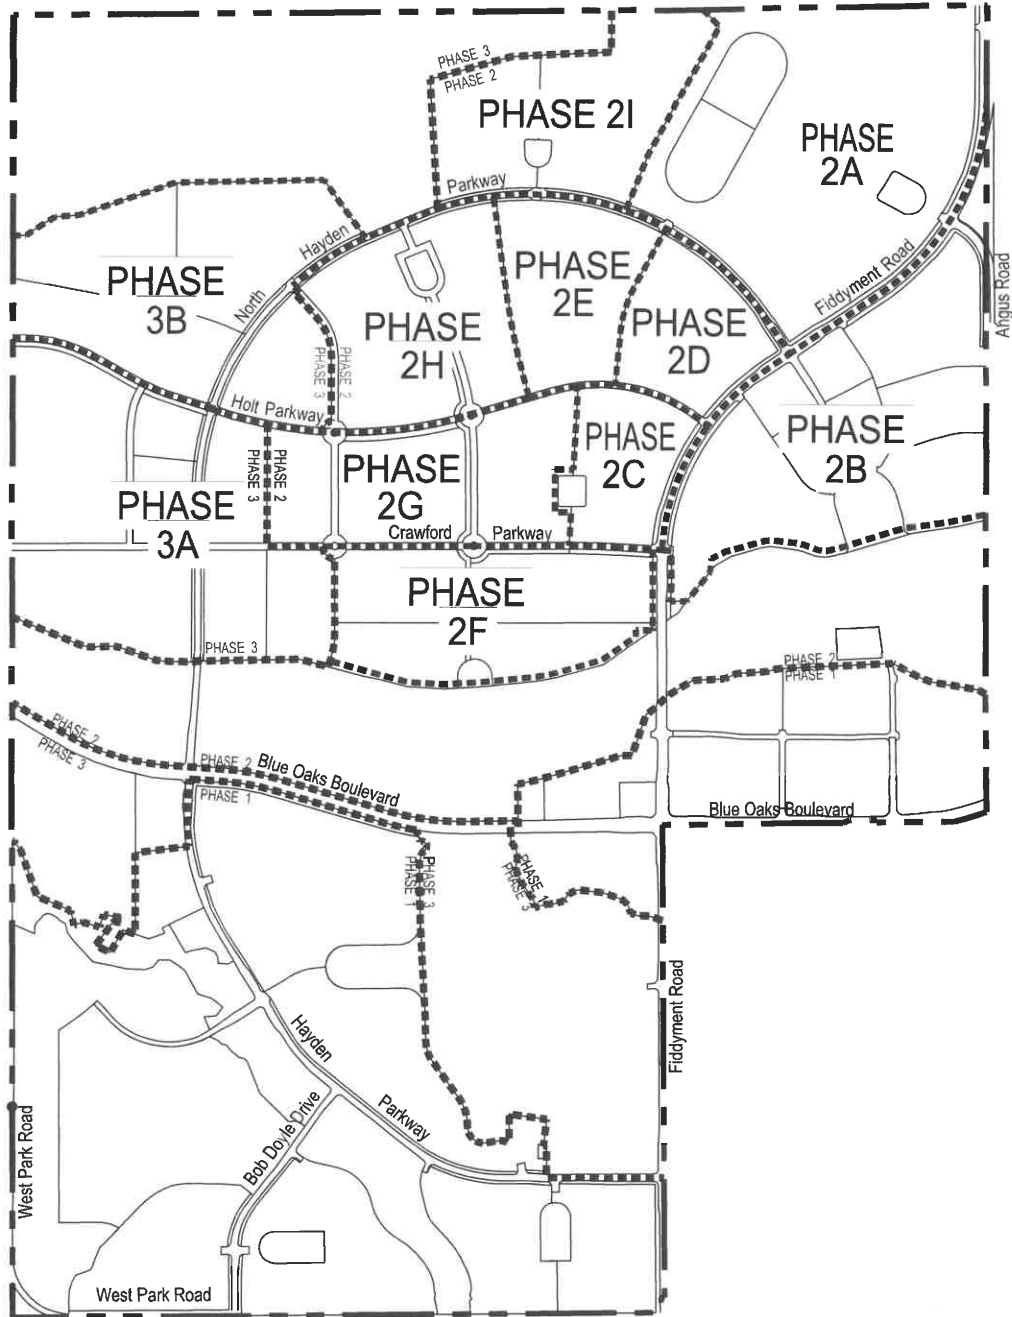 PHASE 3
PHASE 2
PHASE 2I
PHASE
2A
Parkway
Hayden
North
PHASE
3B
PHASE
2E
PHASE
2H
PHASE
2D
Fiddyment Road
Angus Road
PHASE 2
PHASE 3
Holt Parkway
PHASE
2C
PHASE
2B
PHASE 2
PHASE 3
PHASE
2G
PHASE
3A
Crawford Parkway
PHASE
2F
PHASE 3
PHASE 2
PHASE 1
PHASE 2
PHASE 3
PHASE 2
Blue Oaks Boulevard
PHASE 1
Blue Oaks Boulevard
PHASE 3
PHASE 1
PHASE 1
PHASE 3
Fiddyment Road
Hayden
Parkway
Bob Doyle Drive
West Park Road
West Park Road